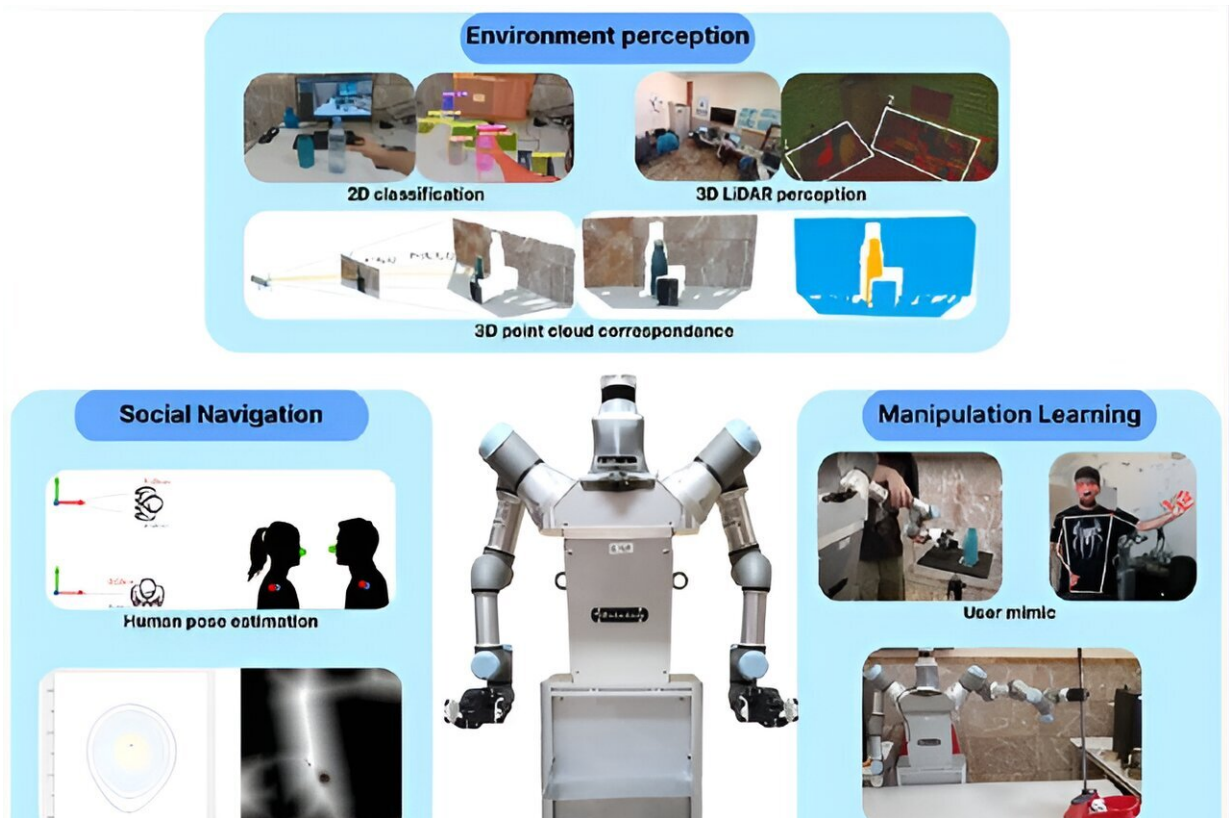 Environment perception
2D classification
3D LiDAR perception
3D point cloud correspondance
Social Navigation
Manipulation Learning
Human pose estimation
User mimic